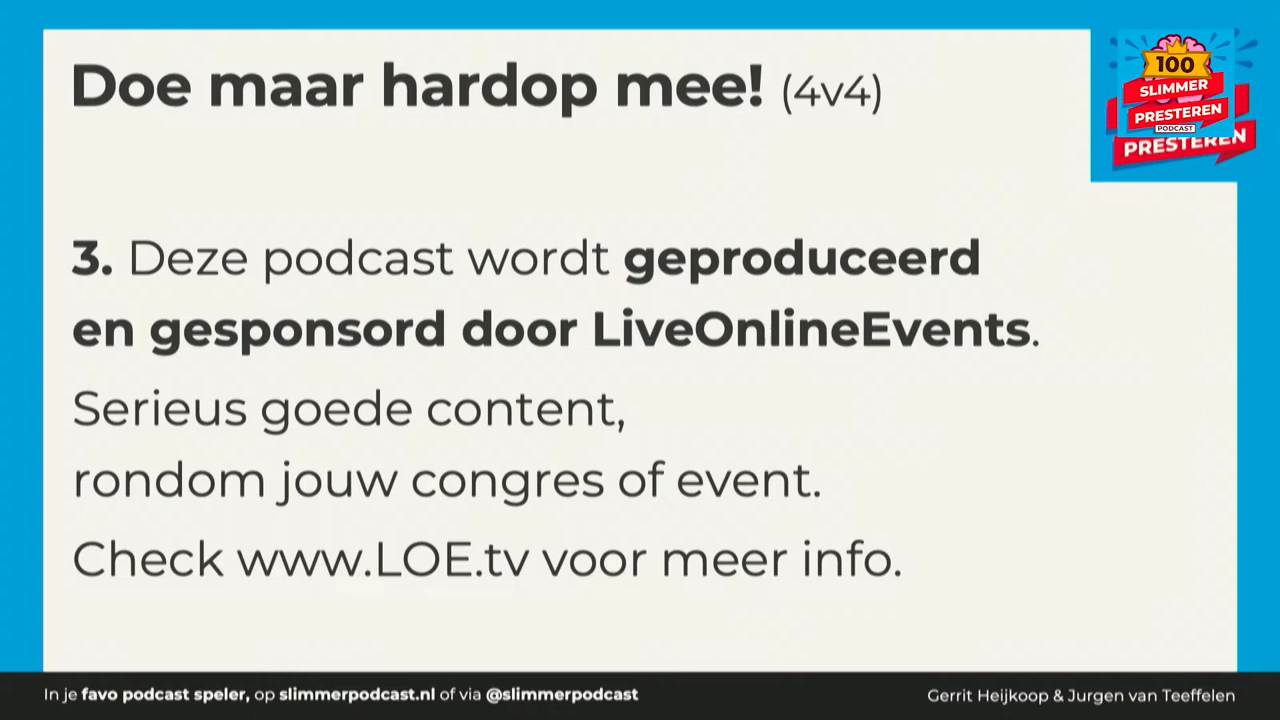 Doe maar hardop mee! (4v4)
100
SLIMMER
PRESTEREN
PODCAST
PRESTEREN
3. Deze podcast wordt geproduceerd
en gesponsord door LiveOnlineEvents.
Serieus goede content,
rondom jouw congres of event.
Check www.LOE.tv voor meer info.
In je favo podcast speler, op slimmerpodcast.nl of via @slimmerpodcast
Gerrit Heijkoop & Jurgen van Teeffelen